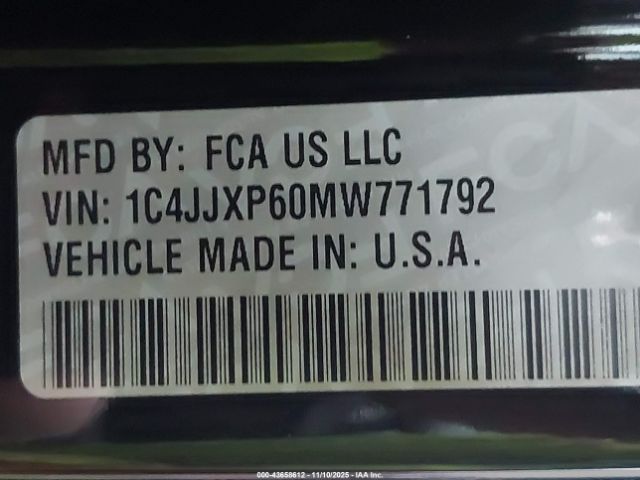 MFD BY: FCA US LLC
VIN: 1C4JJXP60MW771792
VEHICLE MADE IN: U.S.A.
000-43658612 - 11/10/2025 - IAA Inc.